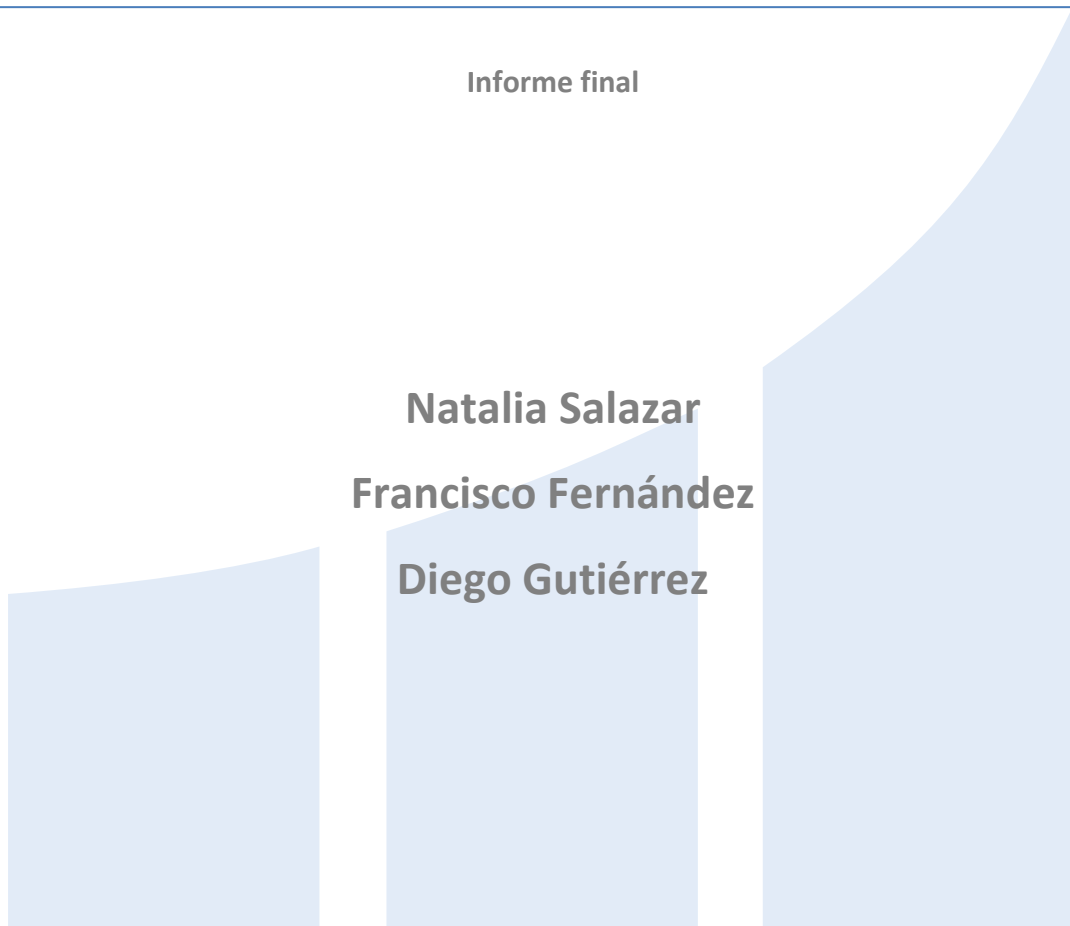 Informe final
Natalia Salazar
Francisco Fernández
Diego Gutiérrez